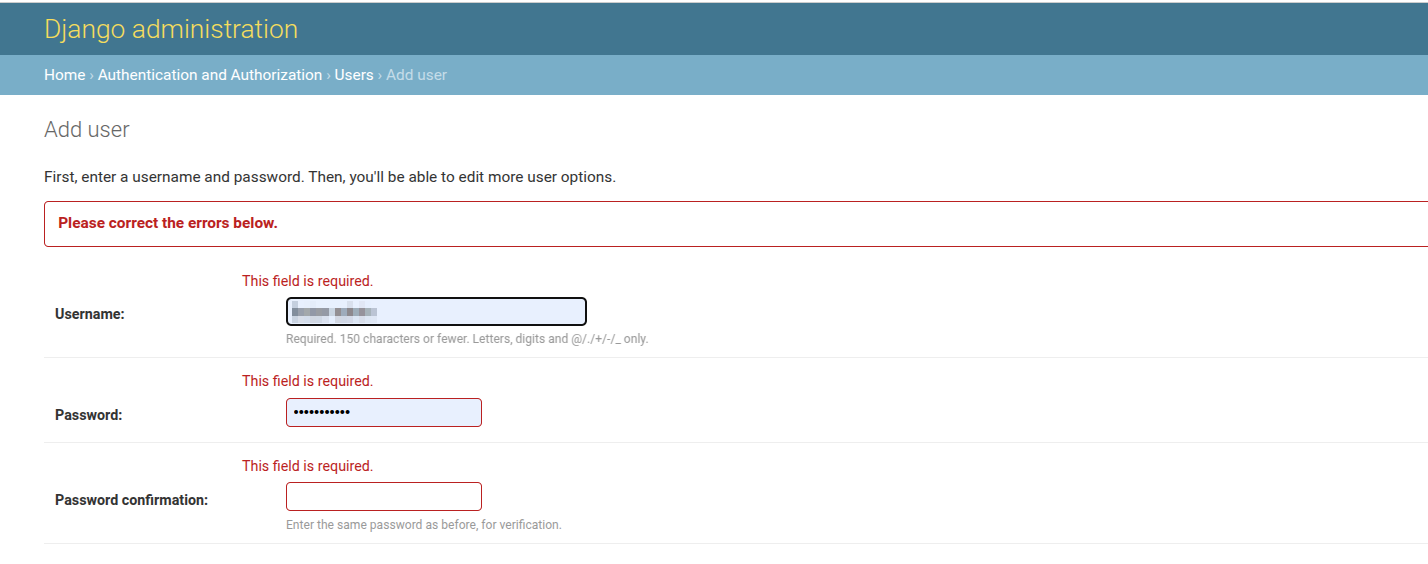 Django administration
Home › Authentication and Authorization › Users › Add user
Add user
First, enter a username and password. Then, you'll be able to edit more user options.
Please correct the errors below.
This field is required.
Username:
Required. 150 characters or fewer. Letters, digits and @/./+/-/_ only.
This field is required.
Password:
•••••••••••
This field is required.
Password confirmation:
Enter the same password as before, for verification.